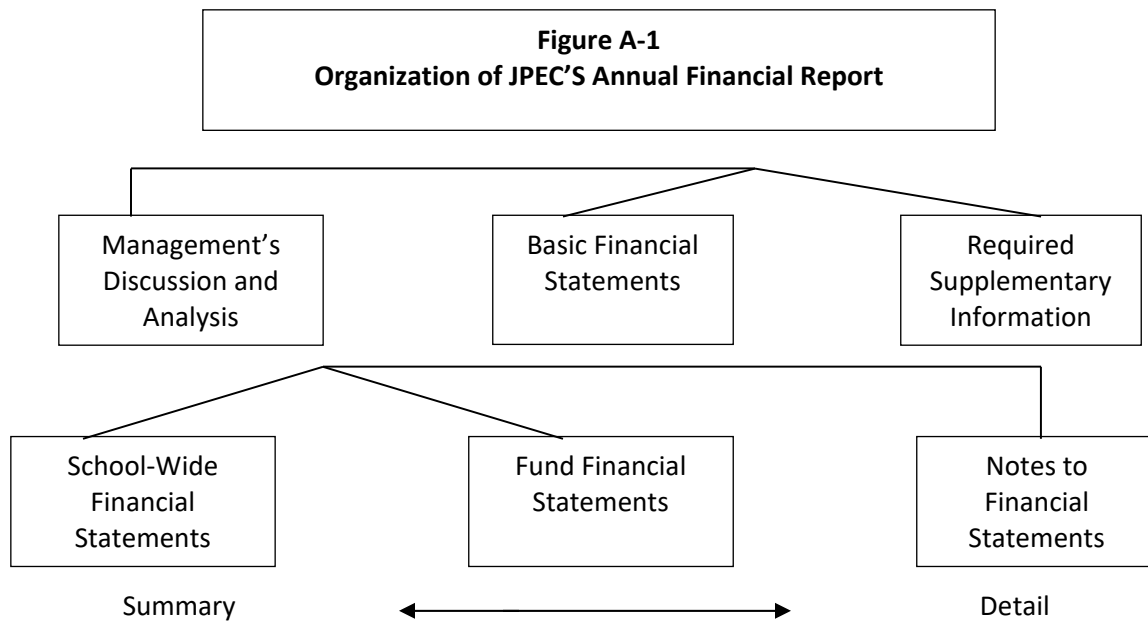 Figure A-1
Organization of JPEC’S Annual Financial Report
Management’s
Discussion and
Analysis
Basic Financial
Statements
Required
Supplementary
Information
School-Wide
Financial
Statements
Fund Financial
Statements
Notes to
Financial
Statements
Summary
Detail